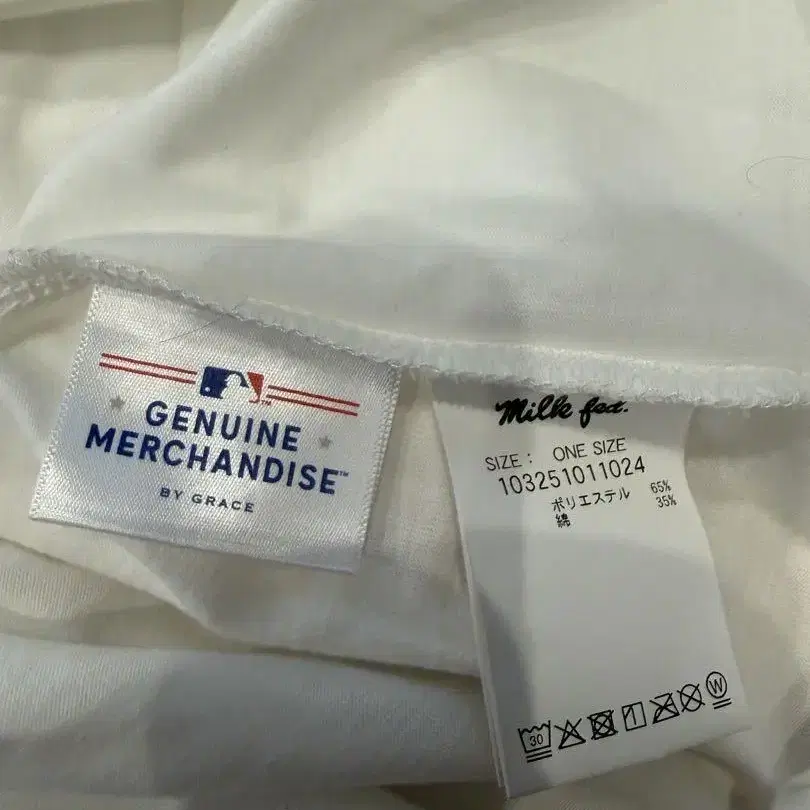 GENUINE
MERCHANDISE™
BY GRACE
Milk fed.
SIZE : ONE SIZE
103251011024
ポリエステル 65%
綿 35%
30
W